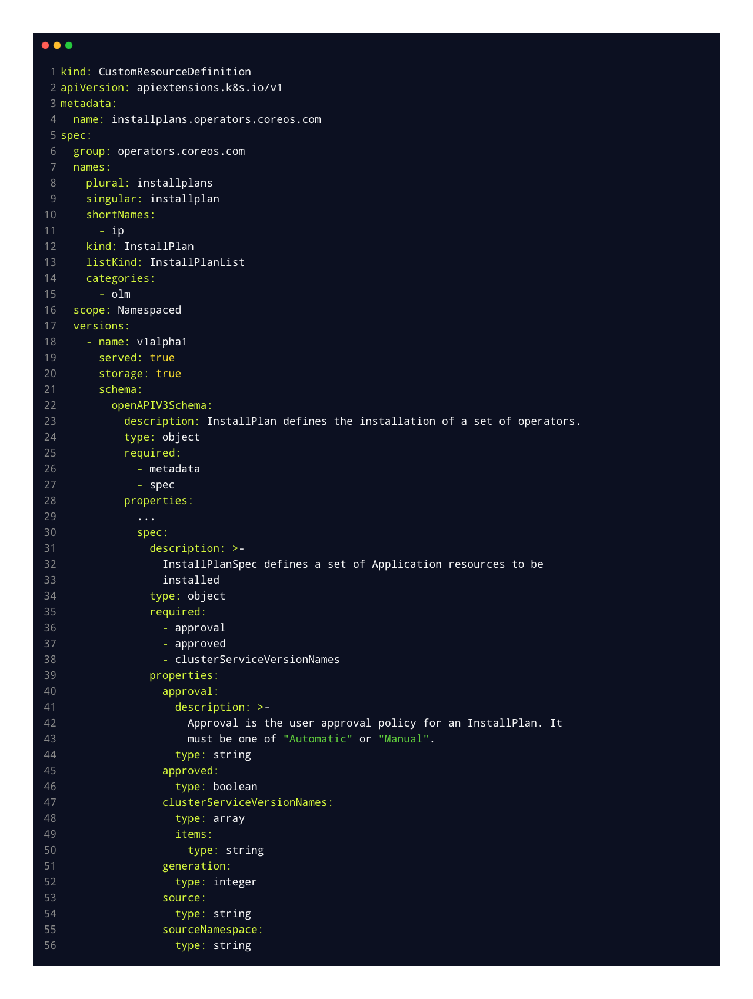 1 kind: CustomResourceDefinition
2 apiVersion: apiextensions.k8s.io/v1
3 metadata:
4   name: installplans.operators.coreos.com
5 spec:
6   group: operators.coreos.com
7   names:
8     plural: installplans
9     singular: installplan
10     shortNames:
11       - ip
12     kind: InstallPlan
13     listKind: InstallPlanList
14     categories:
15       - olm
16   scope: Namespaced
17   versions:
18     - name: v1alpha1
19       served: true
20       storage: true
21       schema:
22         openAPIV3Schema:
23           description: InstallPlan defines the installation of a set of operators.
24           type: object
25           required:
26             - metadata
27             - spec
28           properties:
29             ...
30             spec:
31               description: >-
32                 InstallPlanSpec defines a set of Application resources to be
33                 installed
34               type: object
35               required:
36                 - approval
37                 - approved
38                 - clusterServiceVersionNames
39               properties:
40                 approval:
41                   description: >-
42                     Approval is the user approval policy for an InstallPlan. It
43                     must be one of "Automatic" or "Manual".
44                   type: string
45                 approved:
46                   type: boolean
47                 clusterServiceVersionNames:
48                   type: array
49                   items:
50                     type: string
51                 generation:
52                   type: integer
53                 source:
54                   type: string
55                 sourceNamespace:
56                   type: string